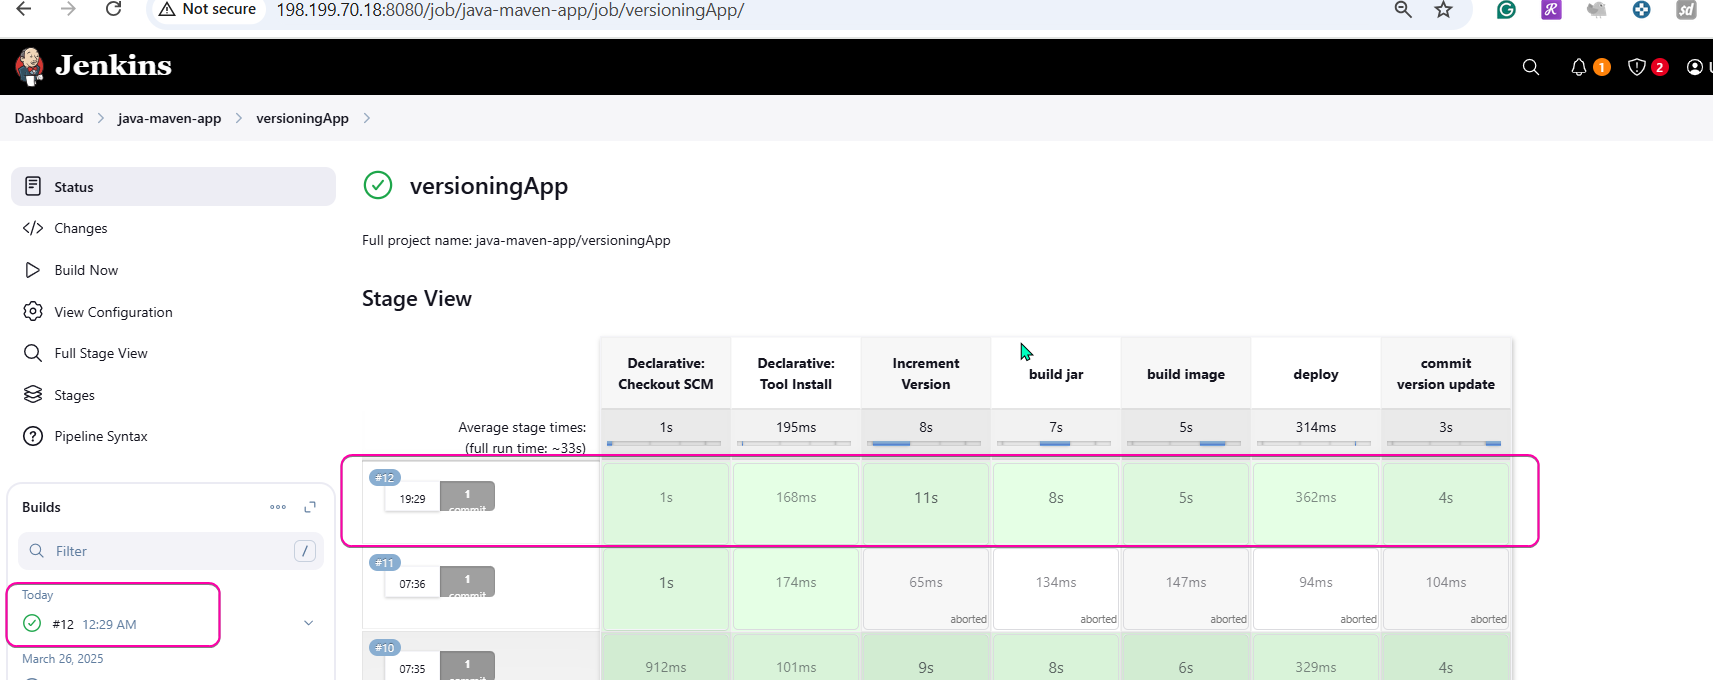 Not secure 198.199.70.18:8080/job/java-maven-app/job/versioningApp/
Jenkins
1
2
Dashboard
java-maven-app
versioningApp
Status
Changes
Build Now
View Configuration
Full Stage View
Stages
Pipeline Syntax
Builds
Filter
/
Today
#12 12:29 AM
March 26, 2025
versioningApp
Full project name: java-maven-app/versioningApp
Stage View
Declarative: Checkout SCM
Declarative: Tool Install
Increment Version
build jar
build image
deploy
commit version update
Average stage times:
(full run time: ~33s)
1s 195ms 8s 7s 5s 314ms 3s
#12
19:29
1 commit
1s 168ms 11s 8s 5s 362ms 4s
#11
07:36
1 commit
1s 174ms 65ms 134ms 147ms 94ms 104ms
aborted aborted aborted aborted aborted
#10
07:35
1 commit
912ms 101ms 9s 8s 6s 329ms 4s